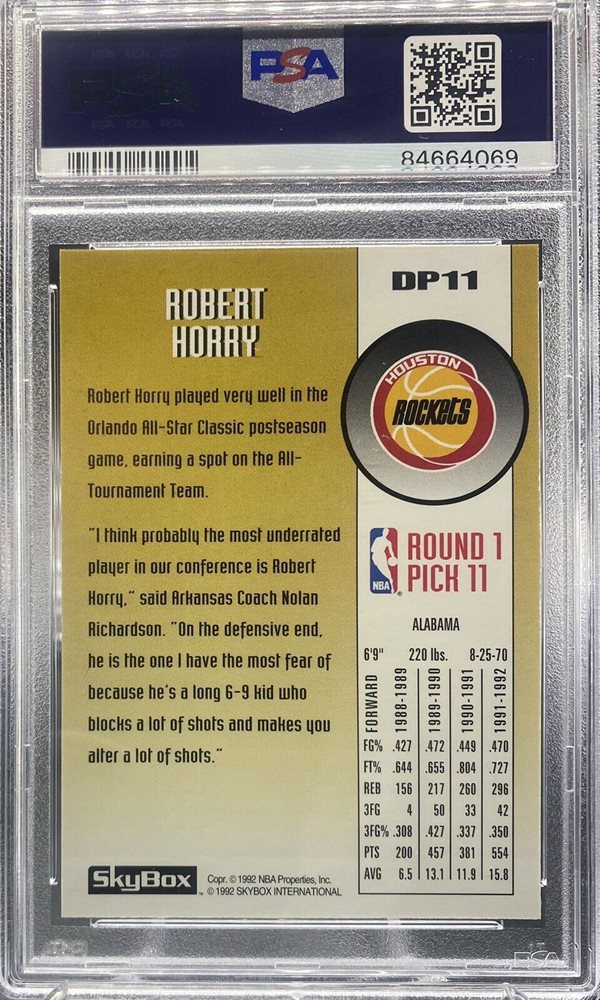 PSA
84664069
DP11
ROBERT
HORRY
Robert Horry played very well in the
Orlando All-Star Classic postseason
game, earning a spot on the All-
Tournament Team.
"I think probably the most underrated
player in our conference is Robert
Horry," said Arkansas Coach Nolan
Richardson. "On the defensive end,
he is the one I have the most fear of
because he's a long 6-9 kid who
blocks a lot of shots and makes you
alter a lot of shots."
SkyBox
Copr. © 1992 NBA Properties, Inc.
© 1992 SKYBOX INTERNATIONAL
HOUSTON
ROCKETS
NBA
ROUND 1
PICK 11
ALABAMA
6'9" 220 lbs. 8-25-70
FORWARD 1988-1989 1989-1990 1990-1991 1991-1992
FG% .427 .472 .449 .470
FT% .644 .655 .804 .727
REB 156 217 260 296
3FG 4 50 33 42
3FG% .308 .427 .337 .350
PTS 200 457 381 554
AVG 6.5 13.1 11.9 15.8
PSA